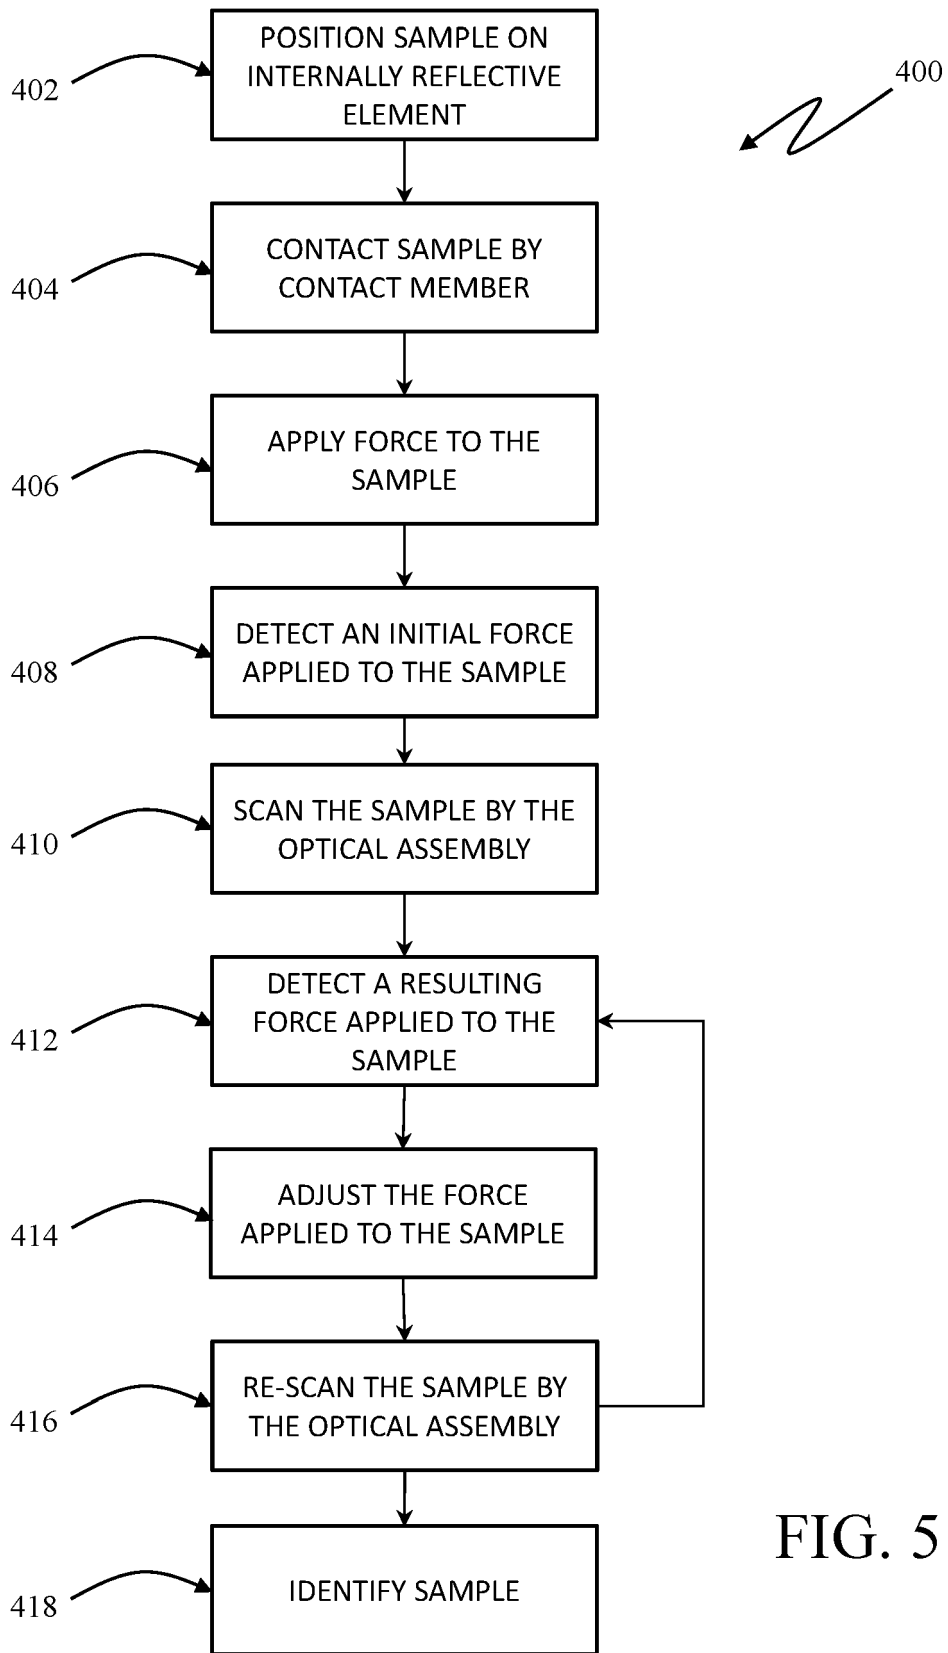 POSITION SAMPLE ON
INTERNALLY REFLECTIVE
ELEMENT
402
400
CONTACT SAMPLE BY
CONTACT MEMBER
404
APPLY FORCE TO THE
SAMPLE
406
DETECT AN INITIAL FORCE
APPLIED TO THE SAMPLE
408
SCAN THE SAMPLE BY THE
OPTICAL ASSEMBLY
410
DETECT A RESULTING
FORCE APPLIED TO THE
SAMPLE
412
ADJUST THE FORCE
APPLIED TO THE SAMPLE
414
RE-SCAN THE SAMPLE BY
THE OPTICAL ASSEMBLY
416
IDENTIFY SAMPLE
418
FIG. 5